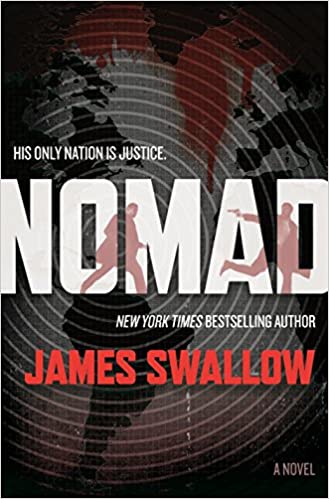 HIS ONLY NATION IS JUSTICE.
NOMAD
NEW YORK TIMES BESTSELLING AUTHOR
JAMES SWALLOW
A NOVEL